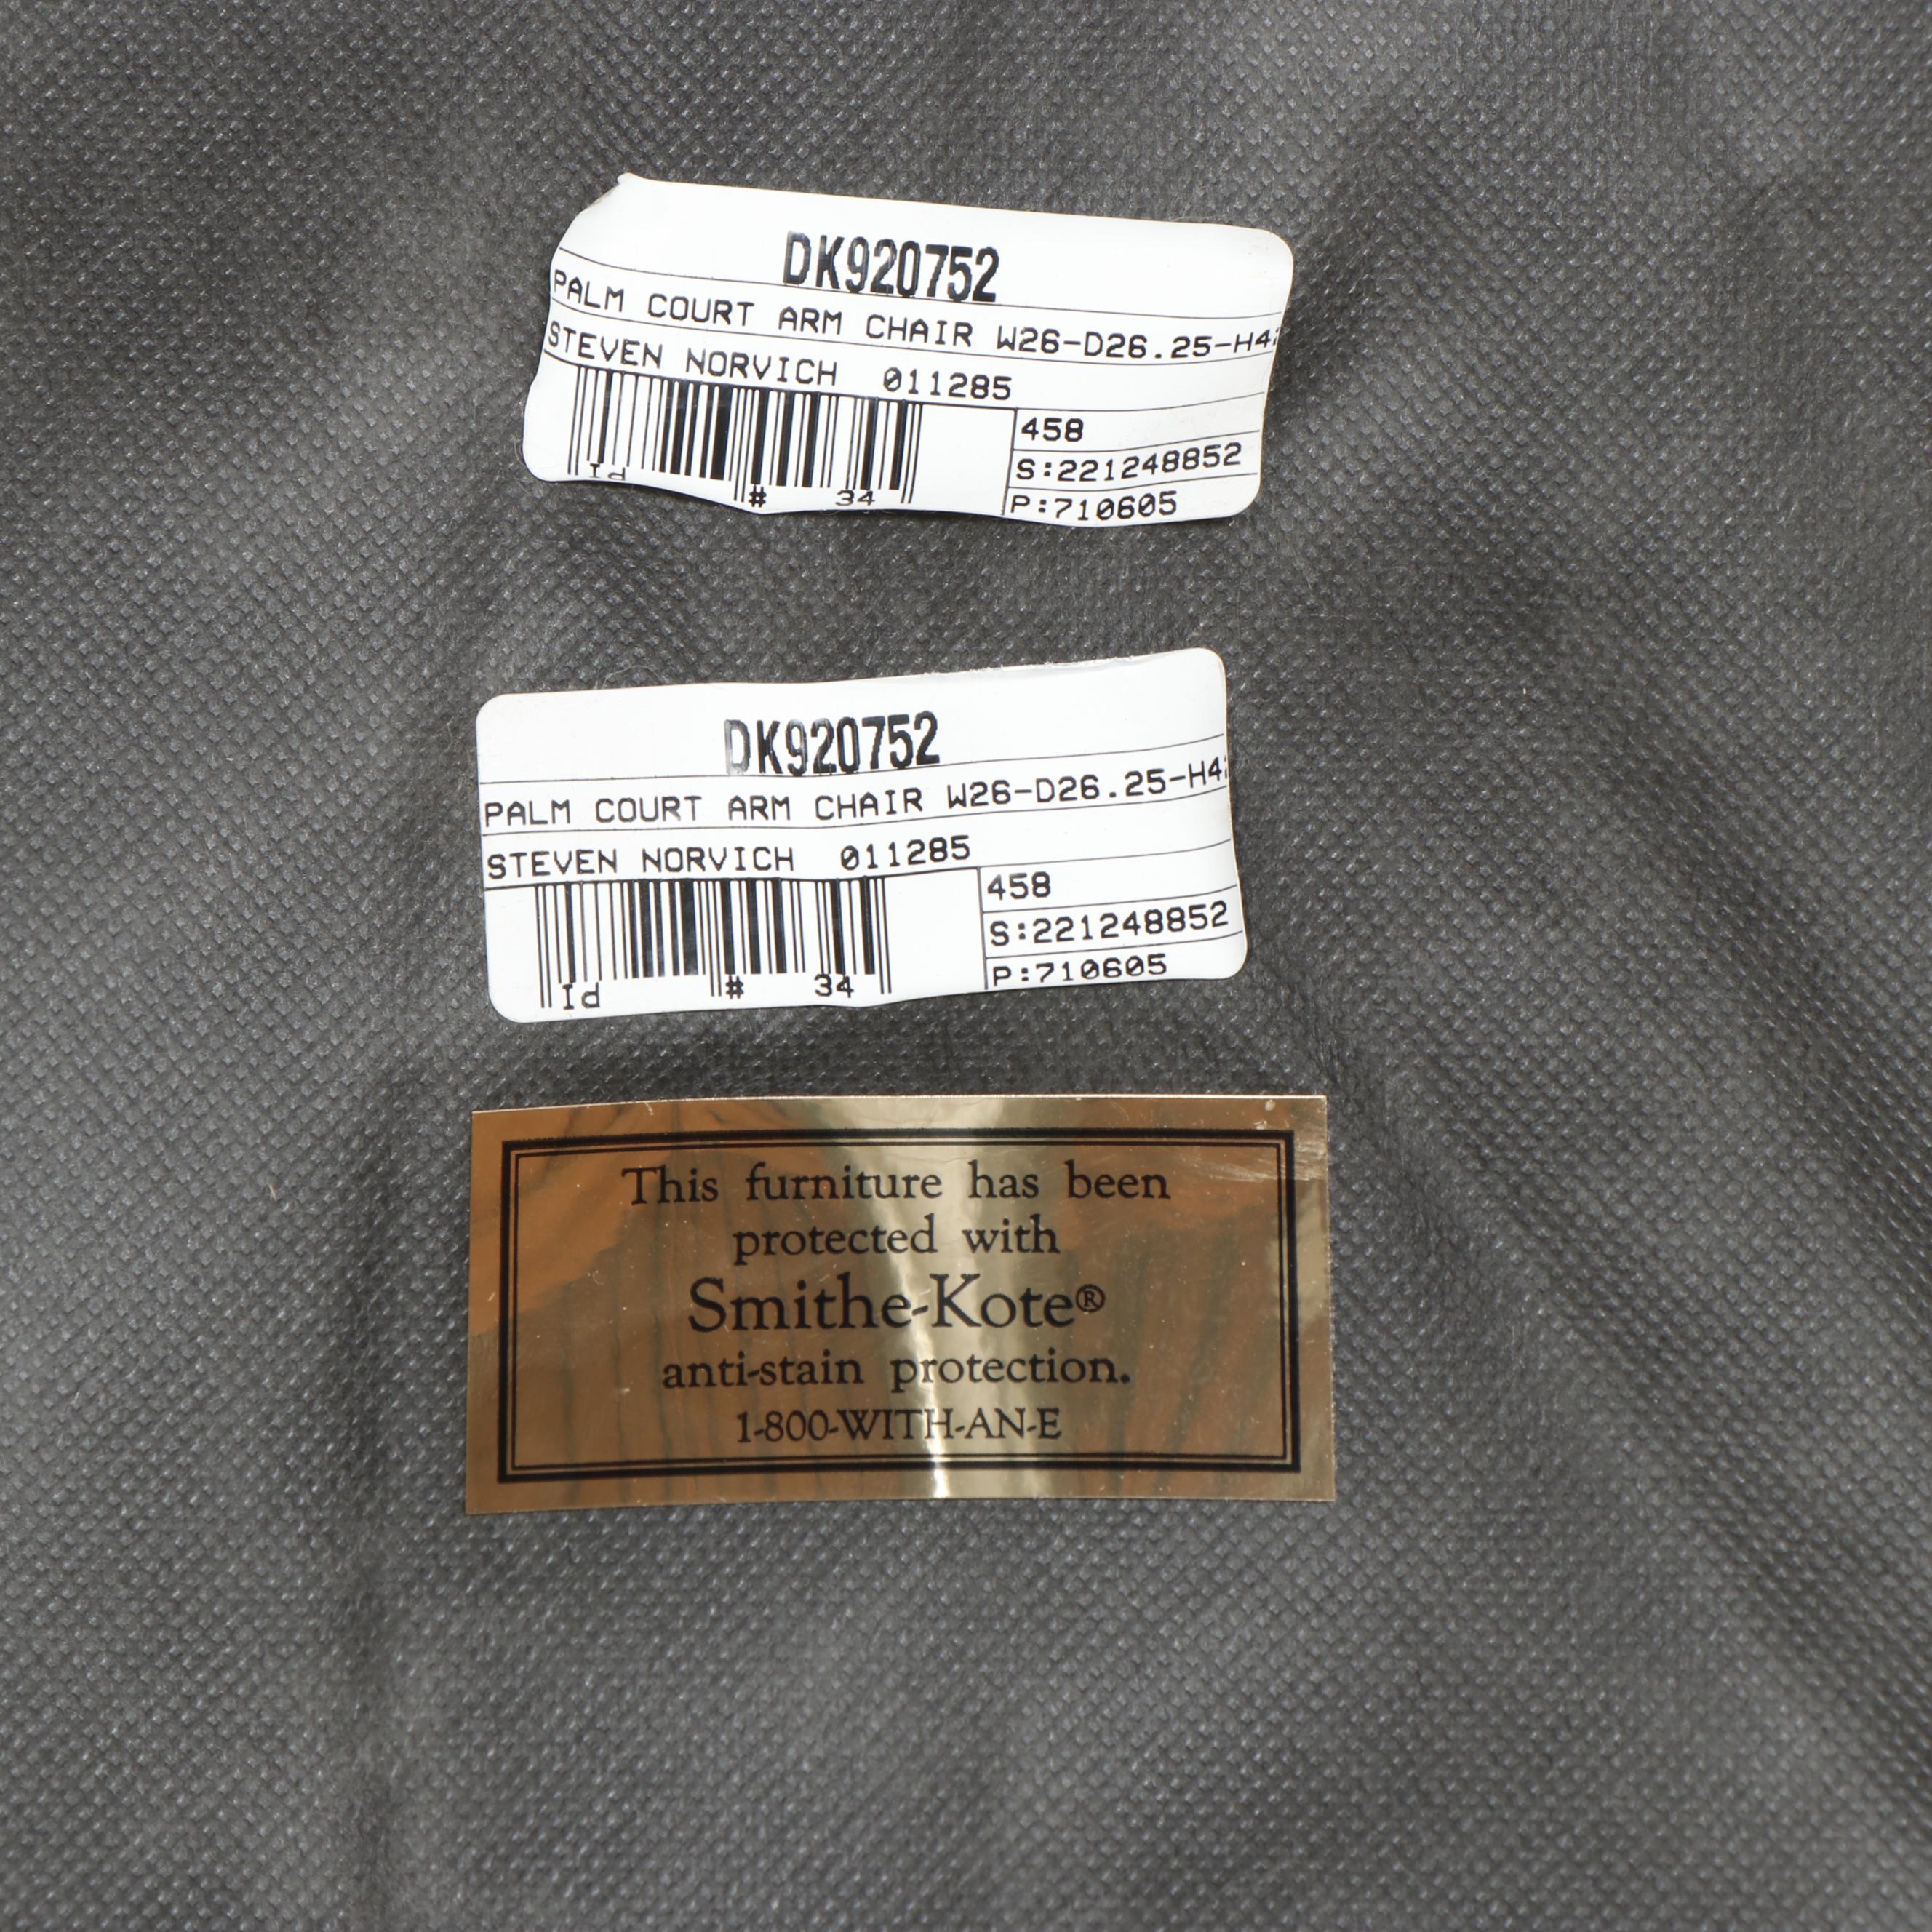 DK920752
PALM COURT ARM CHAIR W26-D26.25-H4
STEVEN NORVICH 011285
458
S:221248852
P:710605
Id # 34
DK920752
PALM COURT ARM CHAIR W26-D26.25-H4
STEVEN NORVICH 011285
458
S:221248852
P:710605
Id # 34
This furniture has been
protected with
Smithe-Kote®
anti-stain protection.
1-800-WITH-AN-E